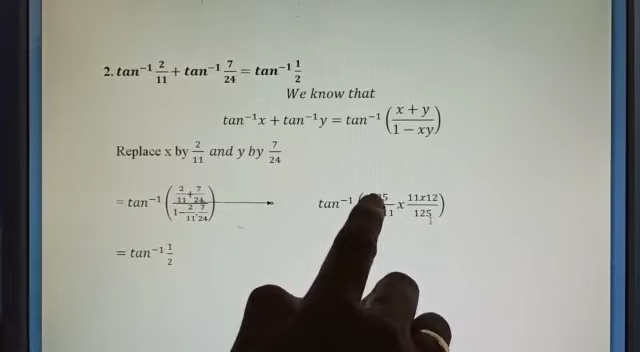 2. tan⁻¹ 2/11 + tan⁻¹ 7/24 = tan⁻¹ 1/2
We know that
tan⁻¹x + tan⁻¹y = tan⁻¹ (x + y / 1 − xy)
Replace x by 2/11 and y by 7/24
= tan⁻¹ (2/11 + 7/24 / 1 − 2/11 · 7/24) tan⁻¹ ( x 11x12/125)
= tan⁻¹ 1/2